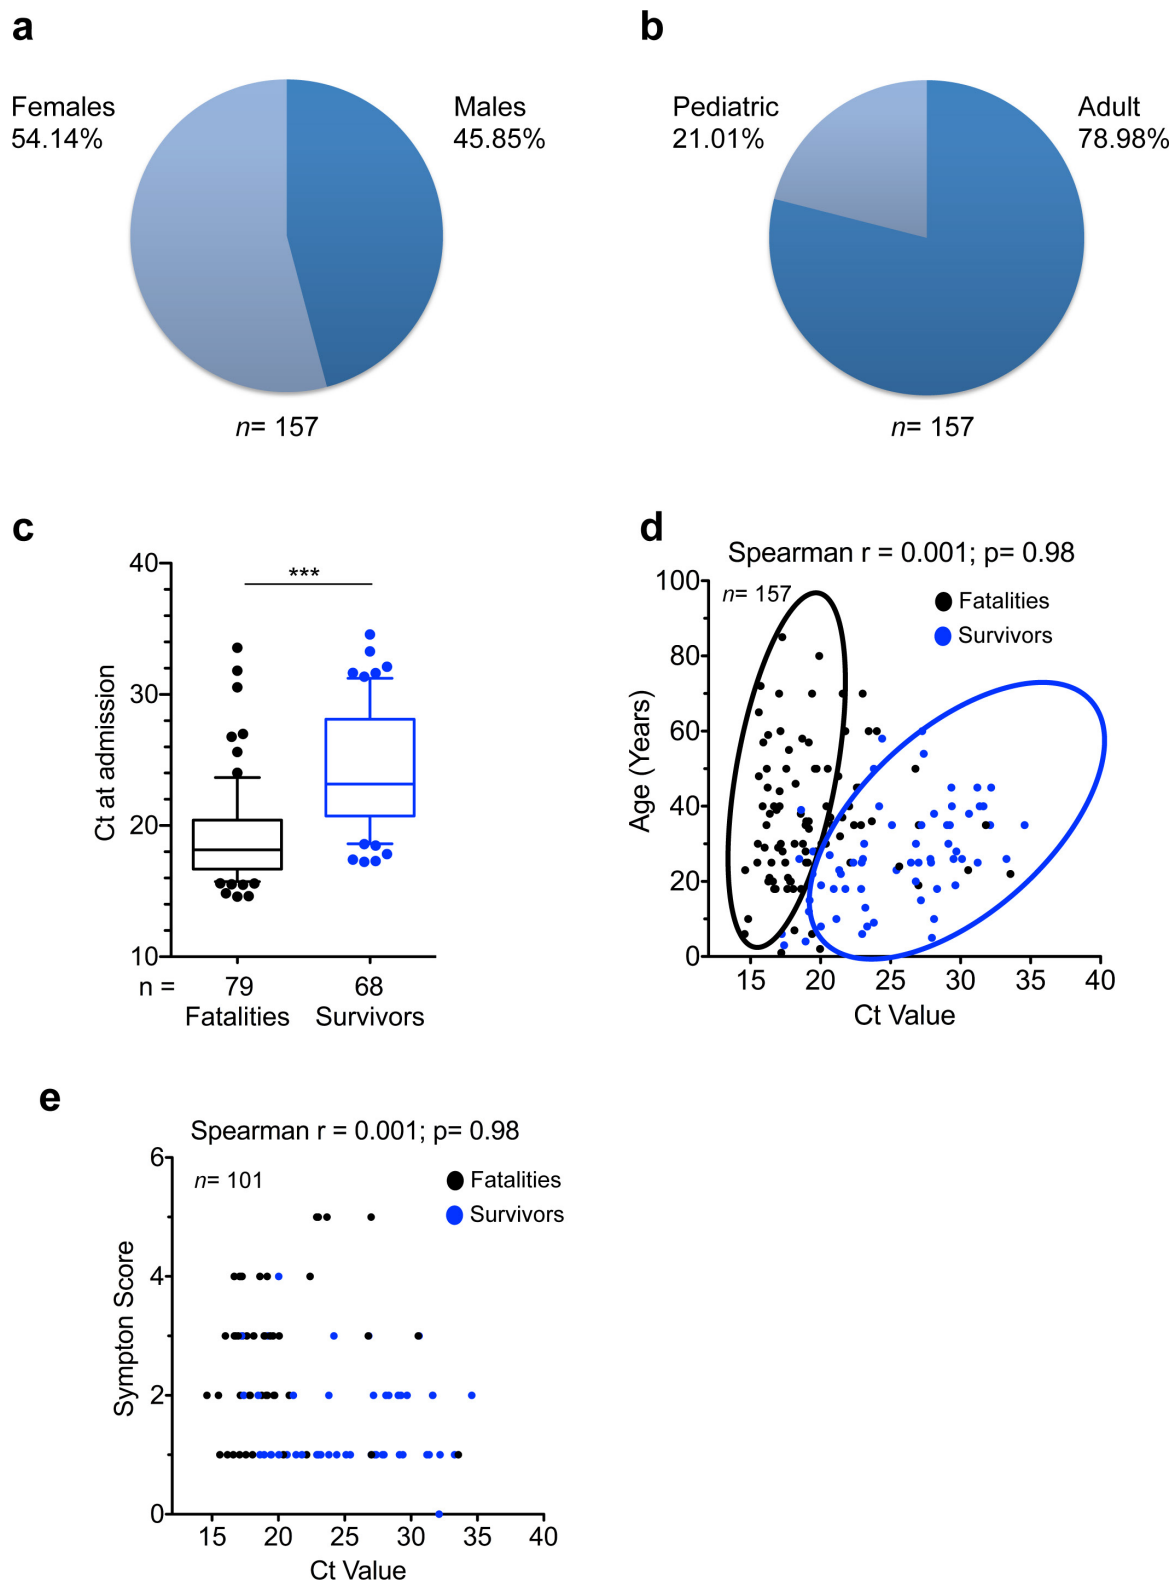 a
Females
54.14%
Males
45.85%
n= 157
b
Pediatric
21.01%
Adult
78.98%
n= 157
c
Ct at admission
40
30
20
10
***
n = 79 68
Fatalities Survivors
d
Spearman r = 0.001; p= 0.98
n= 157
Fatalities
Survivors
Age (Years)
100
80
60
40
20
0
15 20 25 30 35 40
Ct Value
e
Spearman r = 0.001; p= 0.98
n= 101
Fatalities
Survivors
Sympton Score
6
4
2
0
15 20 25 30 35 40
Ct Value